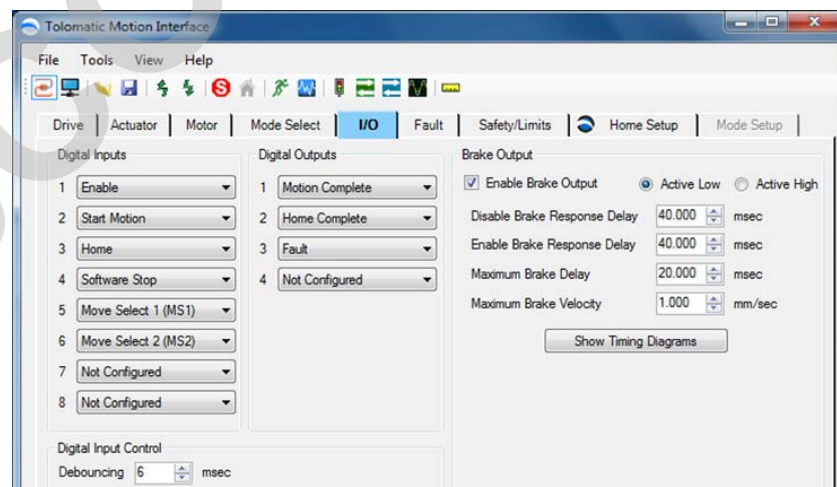 Tolomatic Motion Interface
File Tools View Help
Drive Actuator Motor Mode Select I/O Fault Safety/Limits Home Setup Mode Setup
Digital Inputs
1 Enable
2 Start Motion
3 Home
4 Software Stop
5 Move Select 1 (MS1)
6 Move Select 2 (MS2)
7 Not Configured
8 Not Configured
Digital Outputs
1 Motion Complete
2 Home Complete
3 Fault
4 Not Configured
Brake Output
Enable Brake Output Active Low Active High
Disable Brake Response Delay 40.000 msec
Enable Brake Response Delay 40.000 msec
Maximum Brake Delay 20.000 msec
Maximum Brake Velocity 1.000 mm/sec
Show Timing Diagrams
Digital Input Control
Debouncing 6 msec